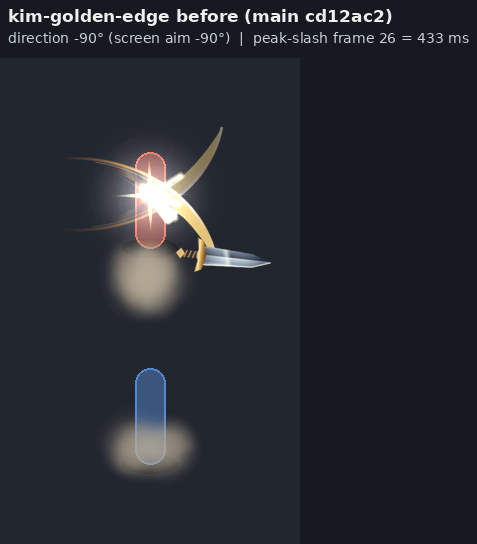 kim-golden-edge before (main cd12ac2)
direction -90° (screen aim -90°)  |  peak-slash frame 26 = 433 ms